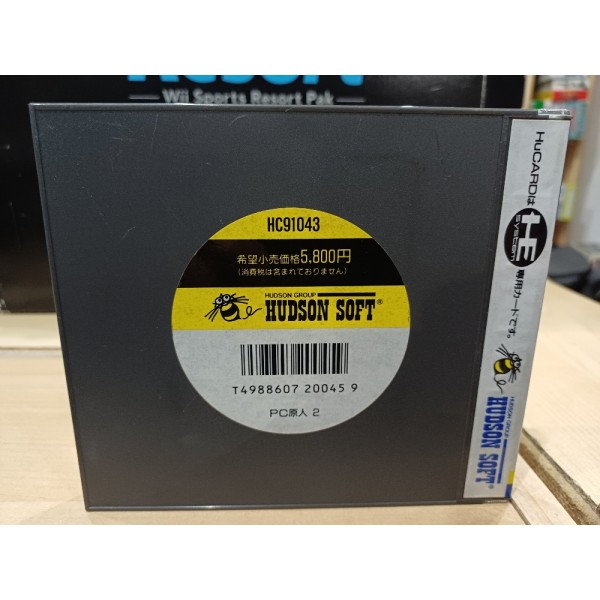 — Wii Sports Resort Pak —
HC91043
希望小売価格5,800円
(消費税は含まれておりません)
HUDSON GROUP
HUDSON SOFT®
T4988607 20045 9
PC原人 2
HuCARDは
HE
SYSTEM
専用カードです。
HUDSON GROUP
HUDSON SOFT®